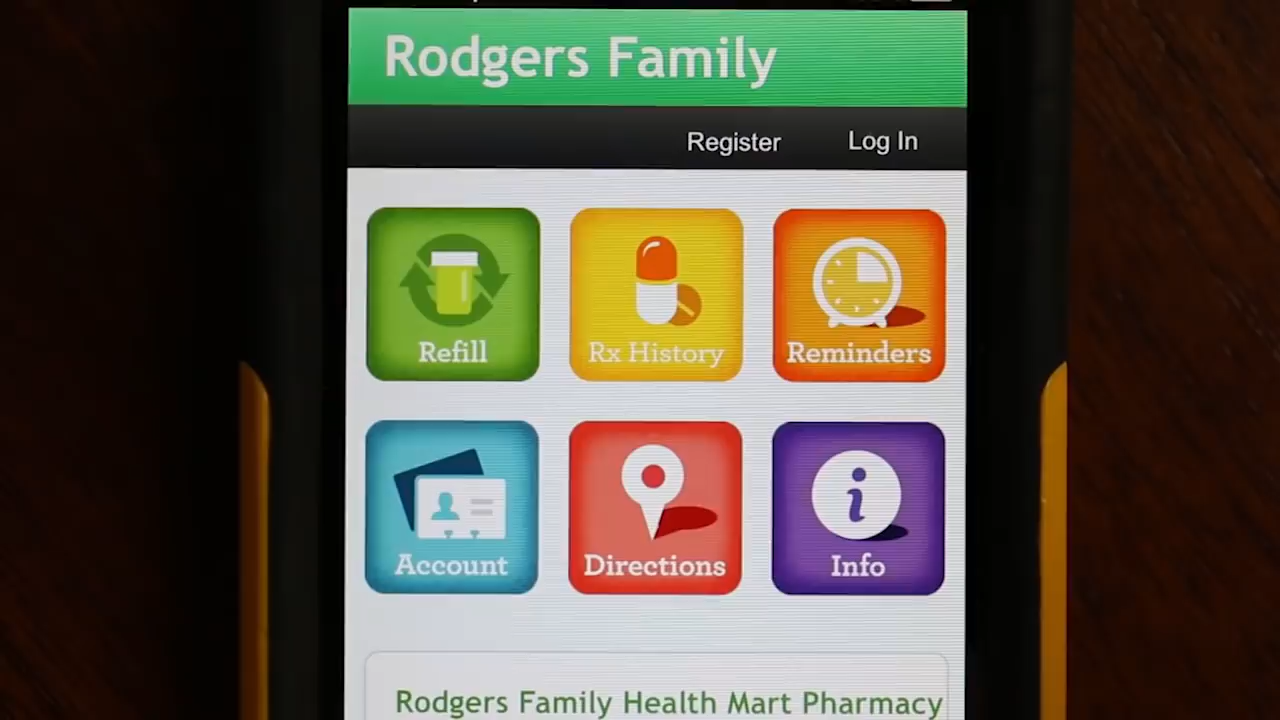 Rodgers Family
Register Log In
Refill Rx History Reminders
Account Directions Info
Rodgers Family Health Mart Pharmacy